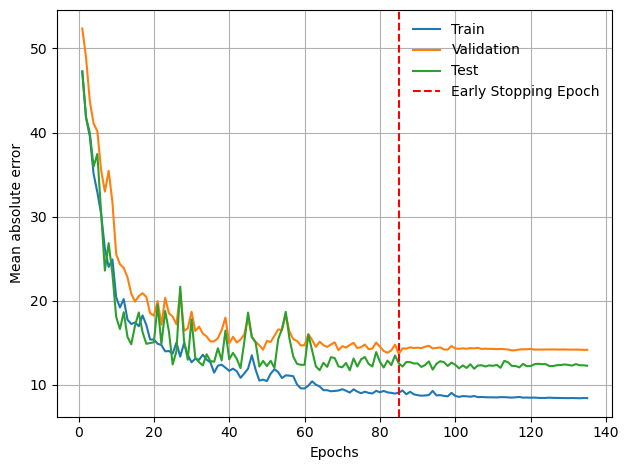 50
40
30
20
10
Mean absolute error
Train
Validation
Test
Early Stopping Epoch
0
20
40
60
80
100
120
140
Epochs